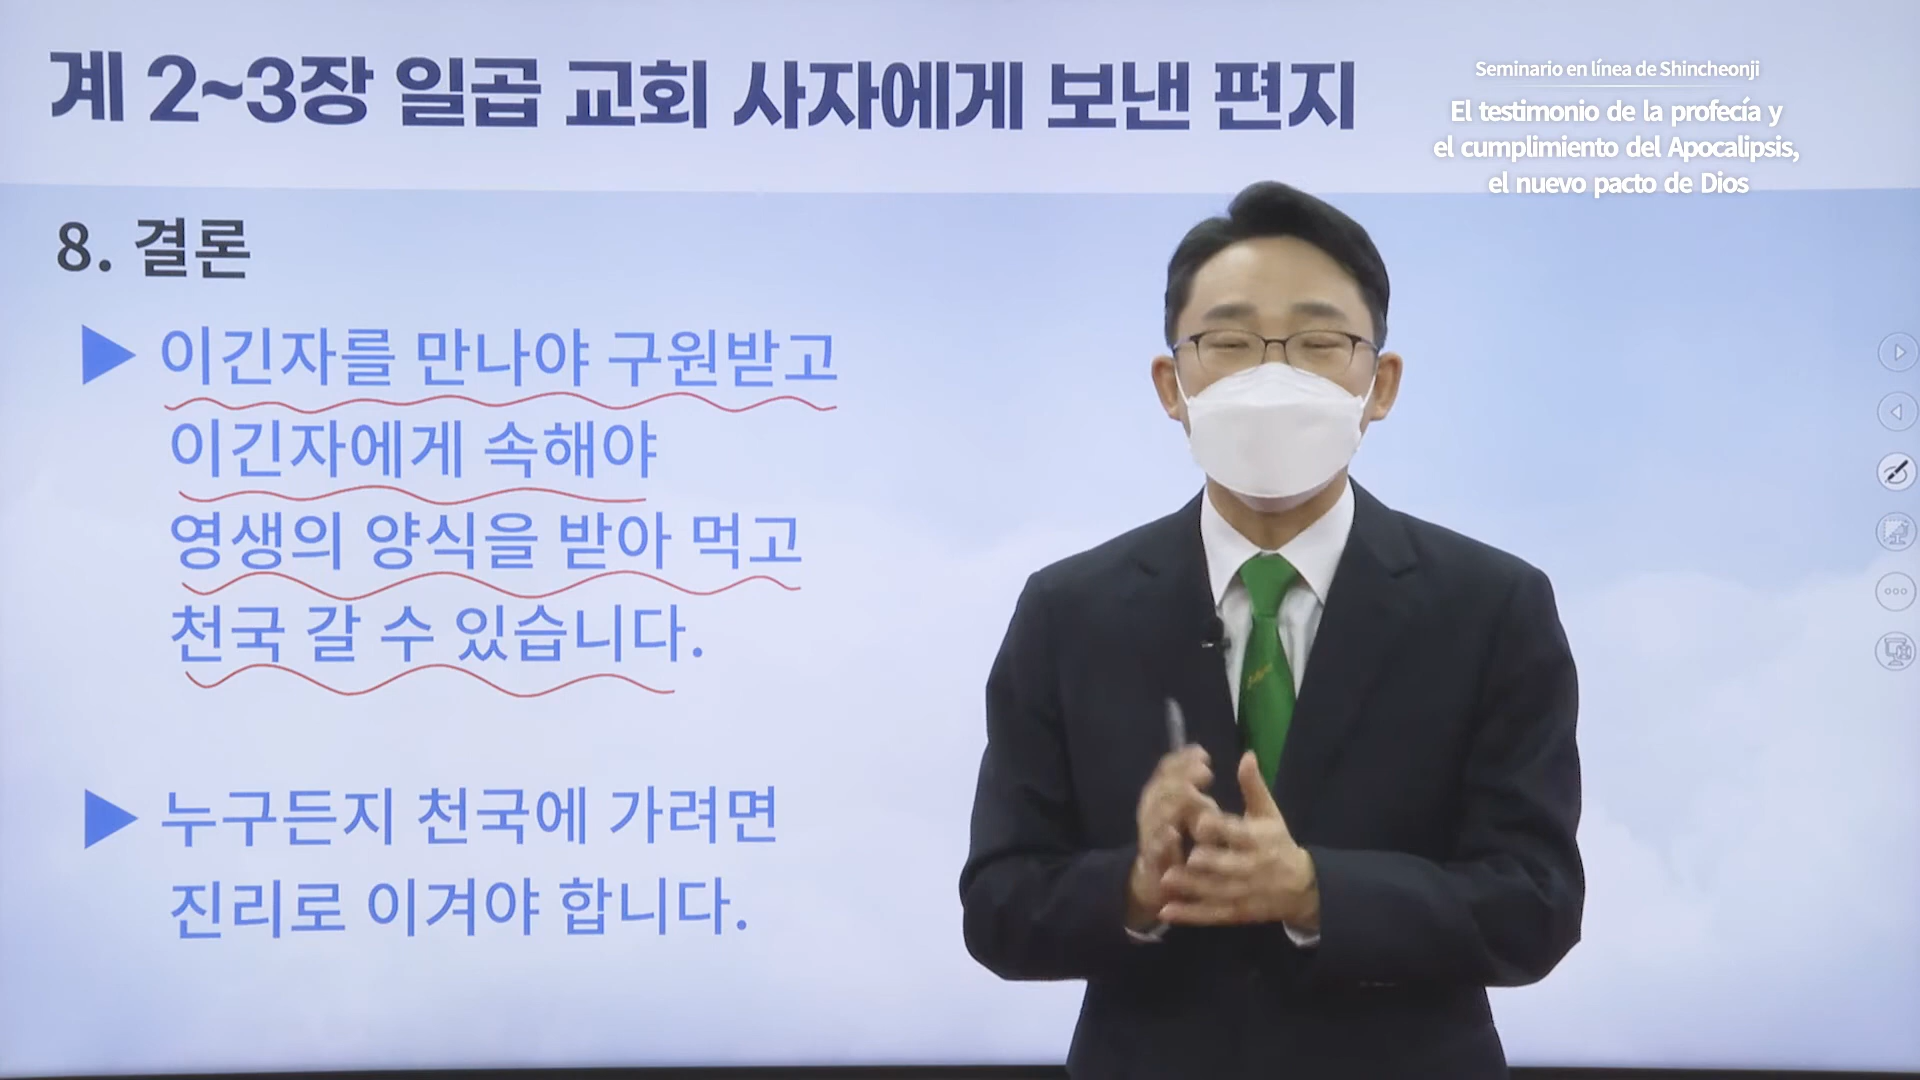 계 2~3장 일곱 교회 사자에게 보낸 편지
Seminario en línea de Shincheonji
El testimonio de la profecía y
el cumplimiento del Apocalipsis,
el nuevo pacto de Dios
8. 결론
▶ 이긴자를 만나야 구원받고
이긴자에게 속해야
영생의 양식을 받아 먹고
천국 갈 수 있습니다.
▶ 누구든지 천국에 가려면
진리로 이겨야 합니다.